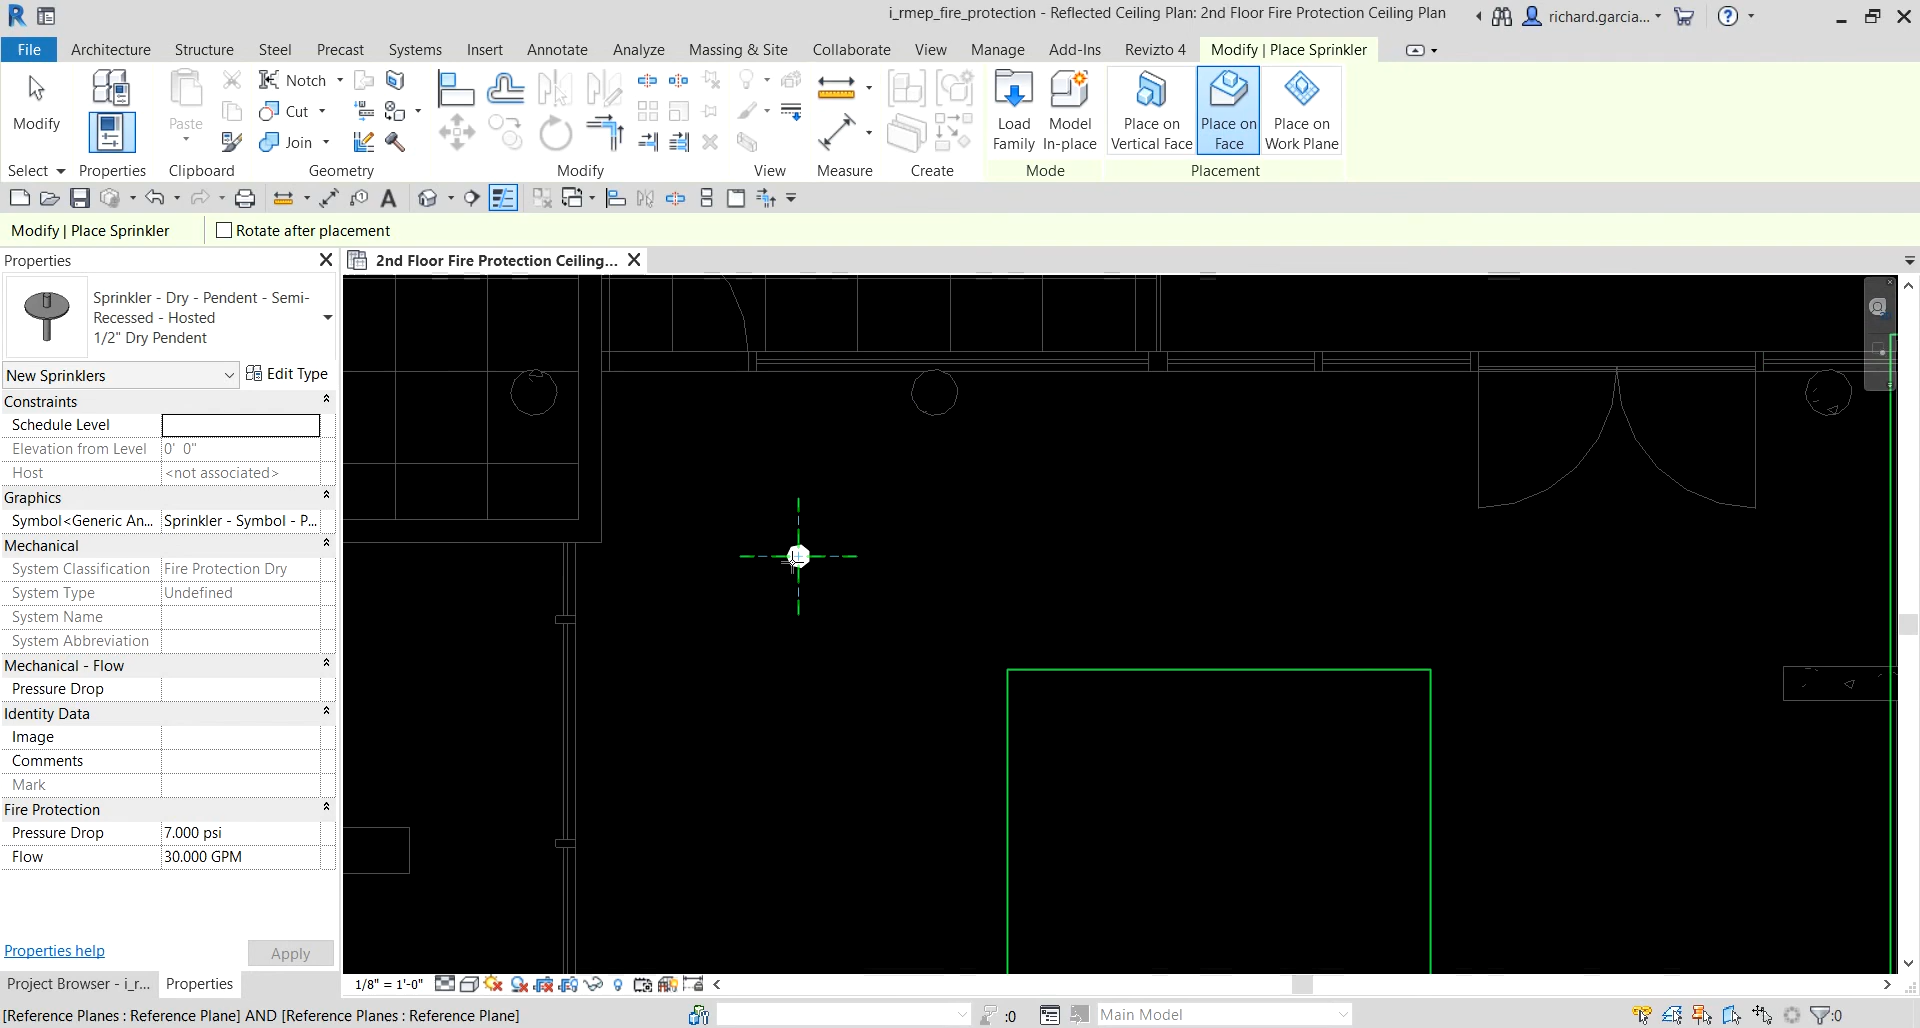 i_rmep_fire_protection - Reflected Ceiling Plan: 2nd Floor Fire Protection Ceiling Plan
richard.garcia...
File Architecture Structure Steel Precast Systems Insert Annotate Analyze Massing & Site Collaborate View Manage Add-Ins Revizto 4 Modify | Place Sprinkler
Modify
Paste
Notch
Cut
Join
Load Family
Model In-place
Place on Vertical Face
Place on Face
Place on Work Plane
Select Properties Clipboard Geometry Modify View Measure Create Mode Placement
Modify | Place Sprinkler Rotate after placement
Properties
2nd Floor Fire Protection Ceiling...
Sprinkler - Dry - Pendent - Semi-
Recessed - Hosted
1/2" Dry Pendent
New Sprinklers Edit Type
Constraints
Schedule Level
Elevation from Level 0' 0"
Host <not associated>
Graphics
Symbol<Generic An... Sprinkler - Symbol - P...
Mechanical
System Classification Fire Protection Dry
System Type Undefined
System Name
System Abbreviation
Mechanical - Flow
Pressure Drop
Identity Data
Image
Comments
Mark
Fire Protection
Pressure Drop 7.000 psi
Flow 30.000 GPM
Properties help Apply
Project Browser - i_r... Properties
1/8" = 1'-0"
[Reference Planes : Reference Plane] AND [Reference Planes : Reference Plane]
:0
Main Model
:0